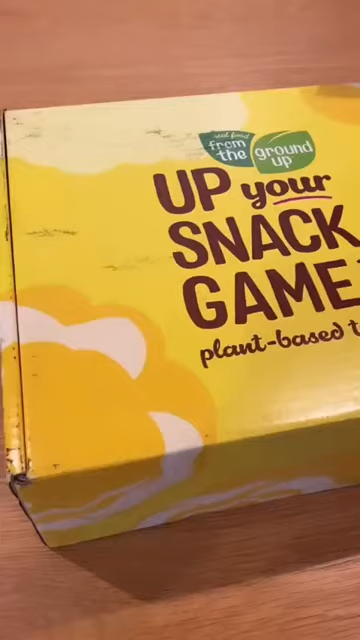 real food
from
the
ground
up
UP your
SNACK
GAME
plant-based